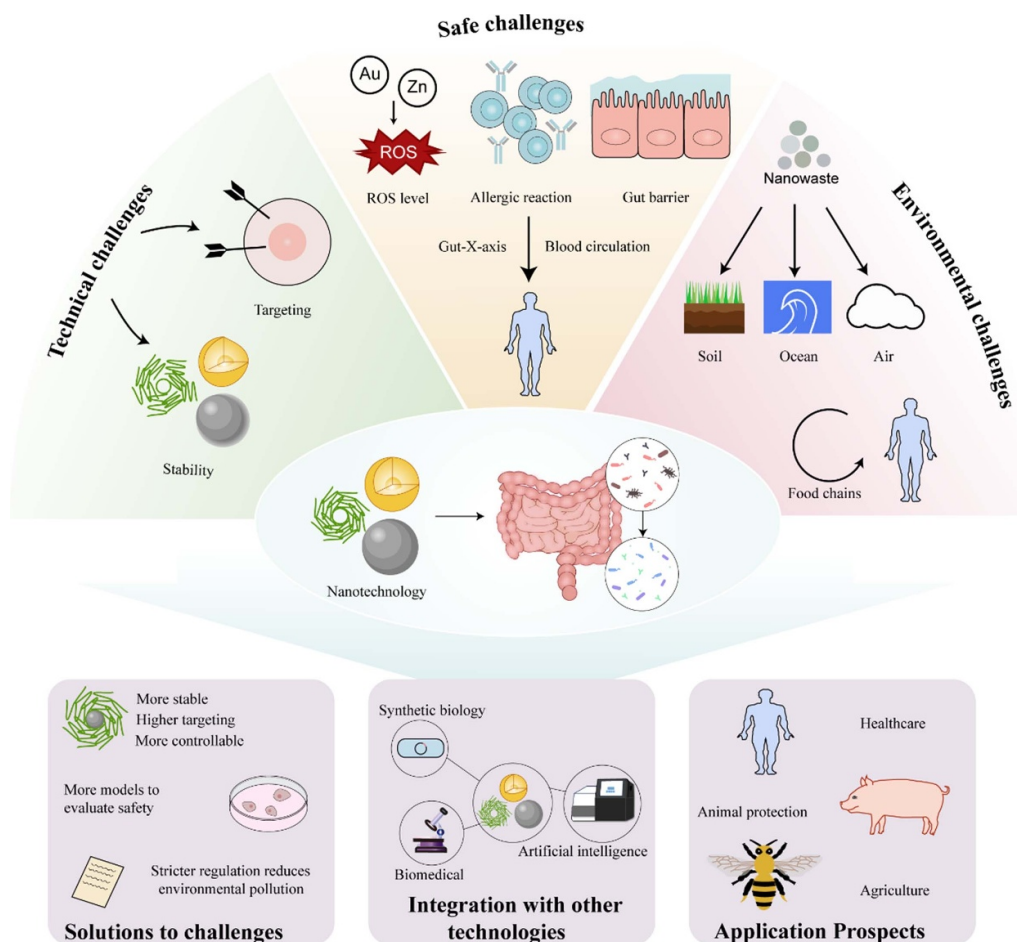 Safe challenges
Au
Zn
ROS
ROS level
Allergic reaction
Gut barrier
Gut-X-axis
Blood circulation
Technical challenges
Targeting
Stability
Environmental challenges
Nanowaste
Soil
Ocean
Air
Food chains
Nanotechnology
More stable
Higher targeting
More controllable
More models to
evaluate safety
Stricter regulation reduces
environmental pollution
Solutions to challenges
Synthetic biology
Artificial intelligence
Biomedical
Integration with other
technologies
Healthcare
Animal protection
Agriculture
Application Prospects